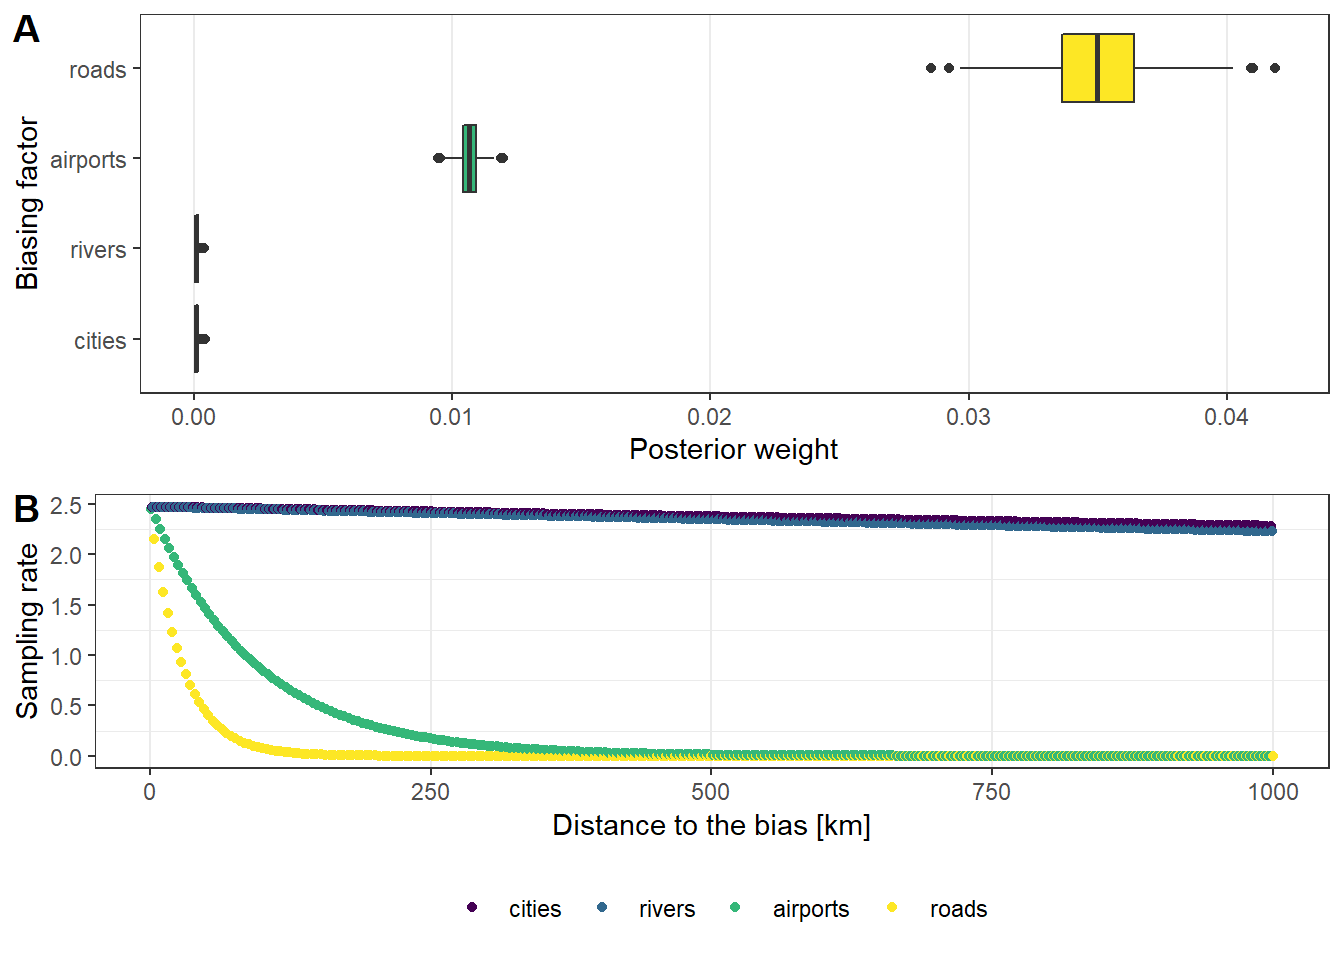 A
Biasing factor
roads
airports
rivers
cities
0.00 0.01 0.02 0.03 0.04
Posterior weight
B
Sampling rate
2.5
2.0
1.5
1.0
0.5
0.0
0 250 500 750 1000
Distance to the bias [km]
cities rivers airports roads